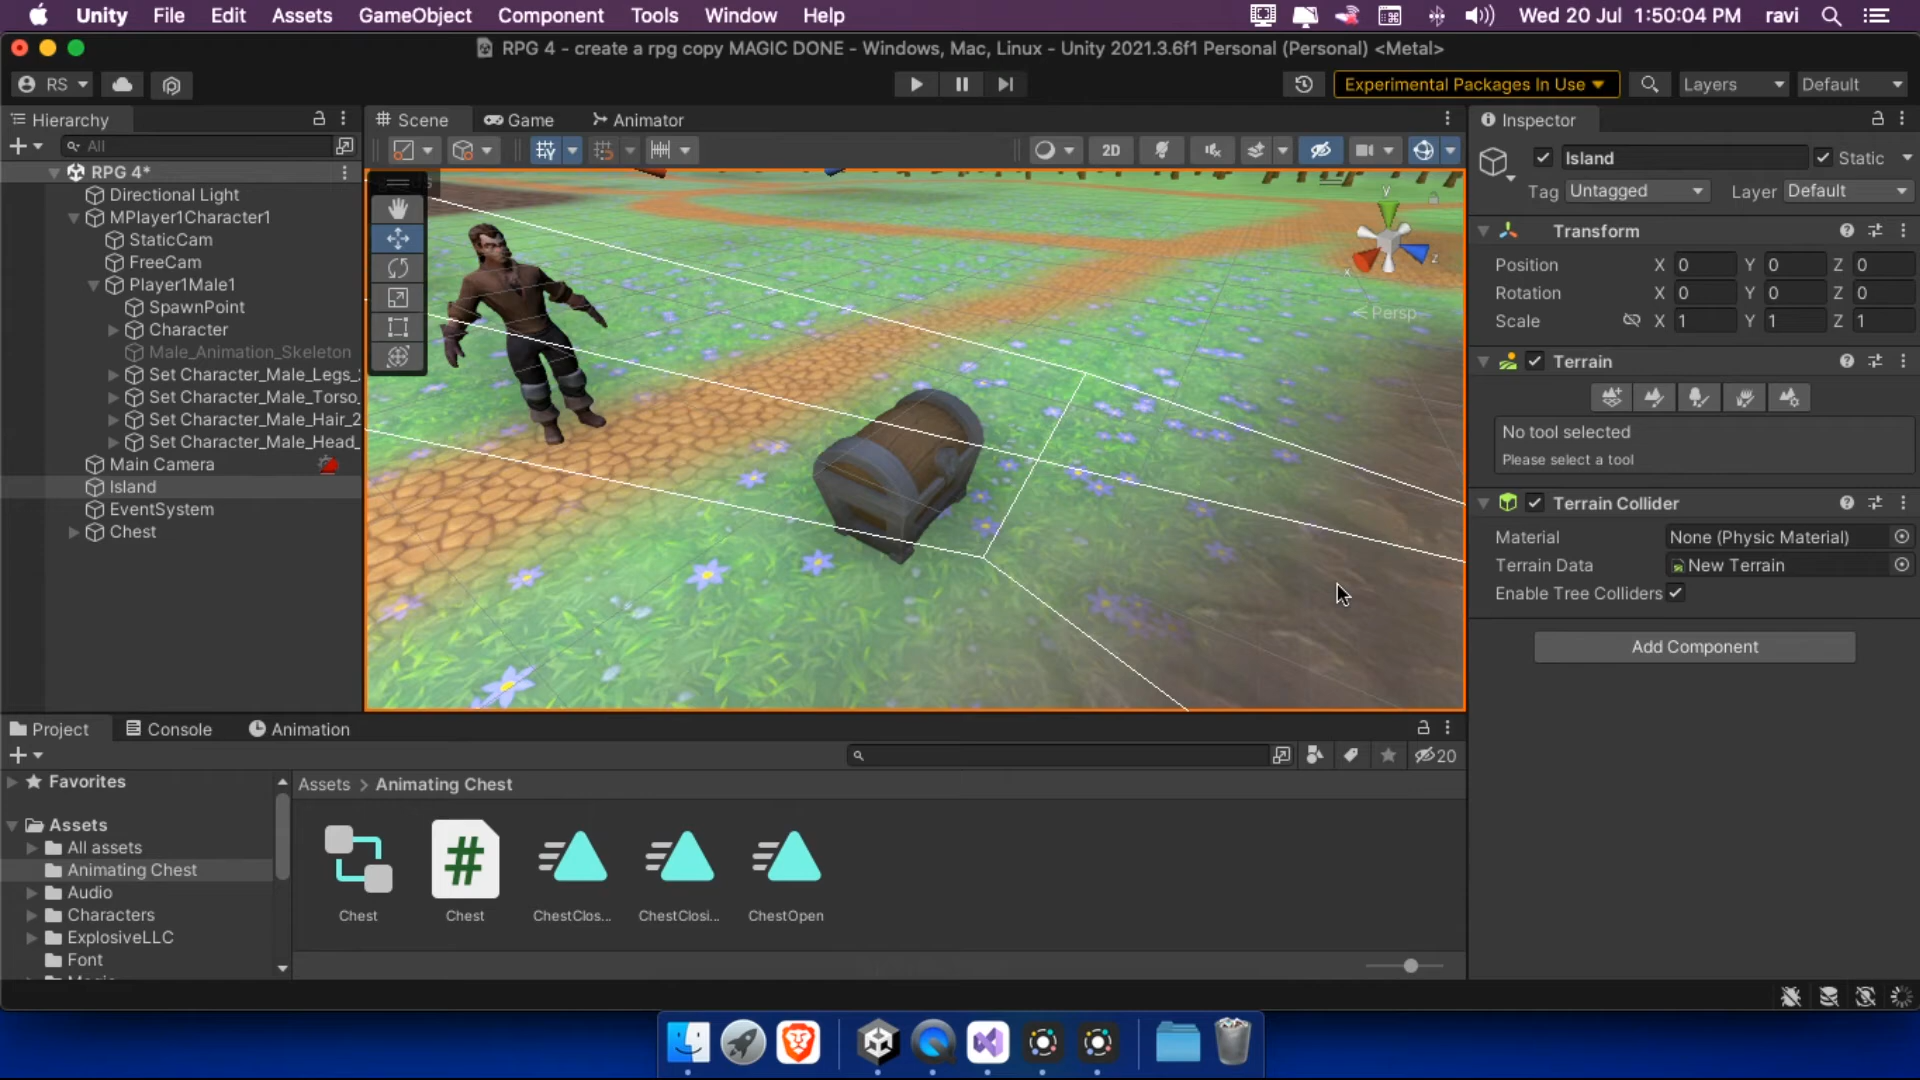 Unity File Edit Assets GameObject Component Tools Window Help Wed 20 Jul 1:50:04 PM ravi
RPG 4 - create a rpg copy MAGIC DONE - Windows, Mac, Linux - Unity 2021.3.6f1 Personal (Personal) <Metal>
RS Experimental Packages In Use Layers Default
Hierarchy
All
RPG 4*
Directional Light
MPlayer1Character1
StaticCam
FreeCam
Player1Male1
SpawnPoint
Character
Male_Animation_Skeleton
Set Character_Male_Legs_
Set Character_Male_Torso_
Set Character_Male_Hair_2
Set Character_Male_Head_
Main Camera
Island
EventSystem
Chest
Scene Game Animator
2D
y
x
z
Persp
Inspector
Island Static
Tag Untagged Layer Default
Transform
Position X 0 Y 0 Z 0
Rotation X 0 Y 0 Z 0
Scale X 1 Y 1 Z 1
Terrain
No tool selected
Please select a tool
Terrain Collider
Material None (Physic Material)
Terrain Data New Terrain
Enable Tree Colliders
Add Component
Project Console Animation
20
Favorites
Assets
All assets
Animating Chest
Audio
Characters
ExplosiveLLC
Font
Assets > Animating Chest
Chest Chest ChestClos... ChestClosi... ChestOpen